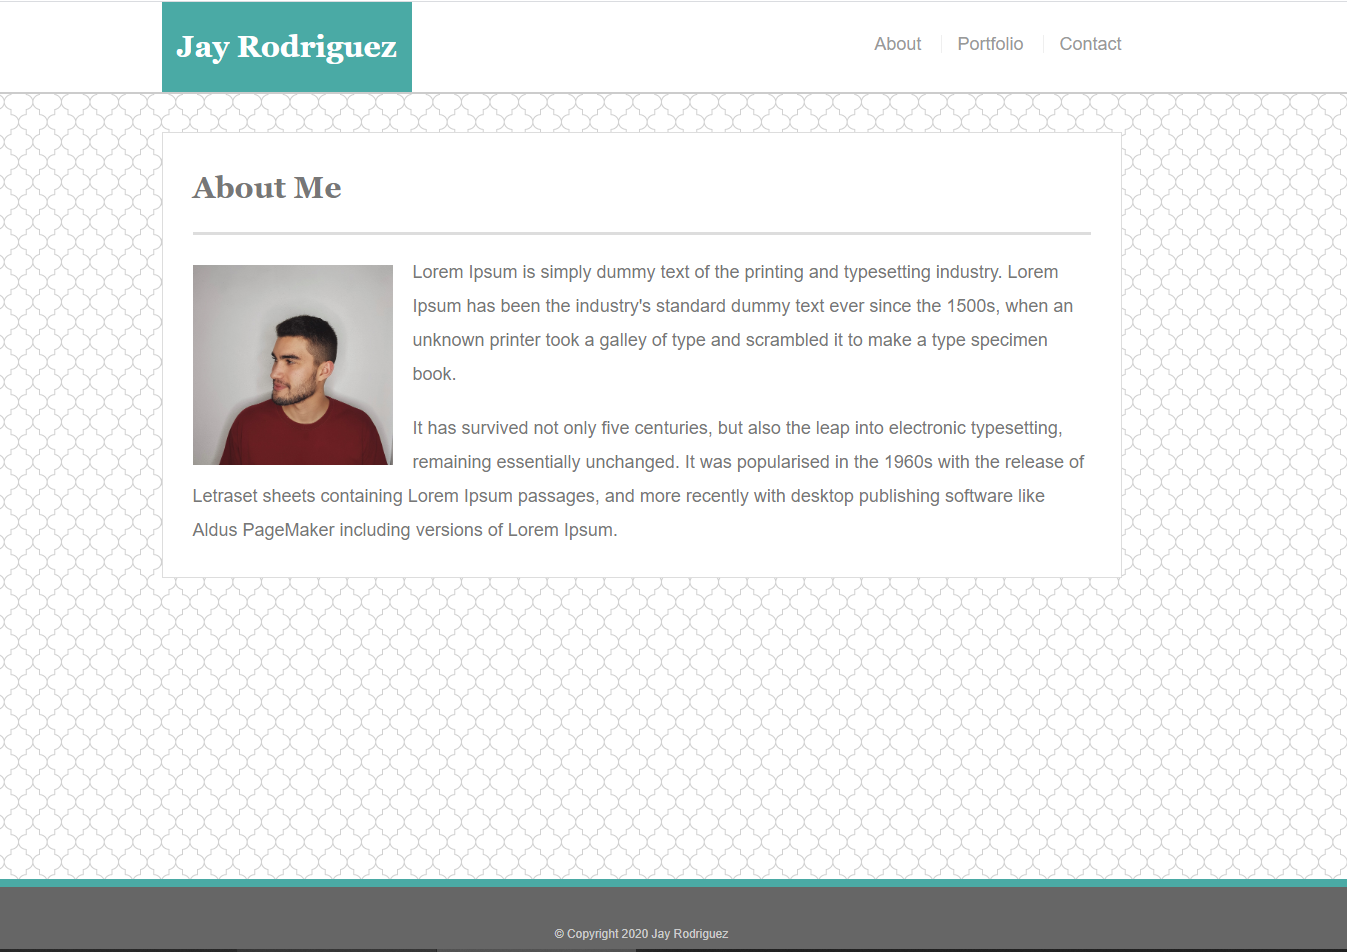 Jay Rodriguez
About
Portfolio
Contact
About Me
Lorem Ipsum is simply dummy text of the printing and typesetting industry. Lorem
Ipsum has been the industry's standard dummy text ever since the 1500s, when an
unknown printer took a galley of type and scrambled it to make a type specimen
book.
It has survived not only five centuries, but also the leap into electronic typesetting,
remaining essentially unchanged. It was popularised in the 1960s with the release of
Letraset sheets containing Lorem Ipsum passages, and more recently with desktop publishing software like
Aldus PageMaker including versions of Lorem Ipsum.
© Copyright 2020 Jay Rodriguez